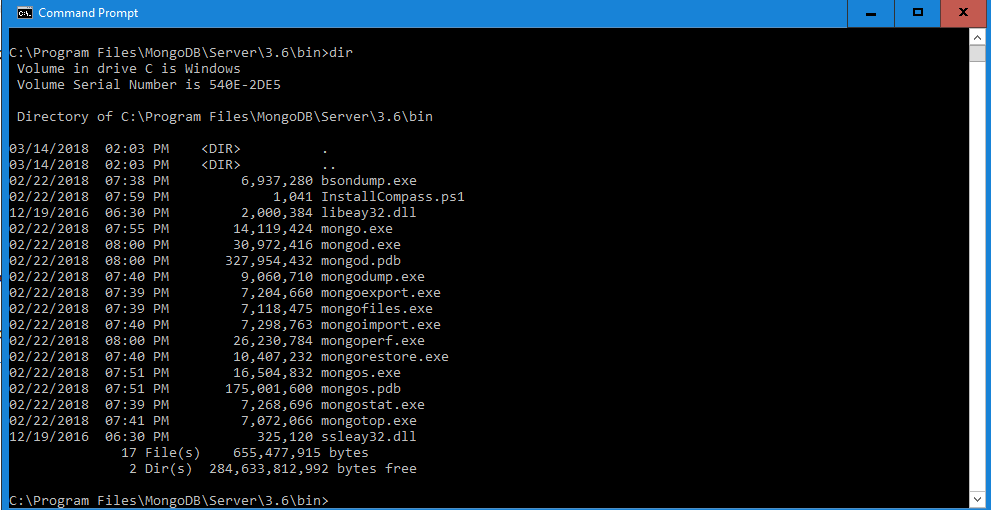 Command Prompt
C:\Program Files\MongoDB\Server\3.6\bin>dir
 Volume in drive C is Windows
 Volume Serial Number is 540E-2DE5
 Directory of C:\Program Files\MongoDB\Server\3.6\bin
03/14/2018  02:03 PM    <DIR>          .
03/14/2018  02:03 PM    <DIR>          ..
02/22/2018  07:38 PM         6,937,280 bsondump.exe
02/22/2018  07:59 PM             1,041 InstallCompass.ps1
12/19/2016  06:30 PM         2,000,384 libeay32.dll
02/22/2018  07:55 PM        14,119,424 mongo.exe
02/22/2018  08:00 PM        30,972,416 mongod.exe
02/22/2018  08:00 PM       327,954,432 mongod.pdb
02/22/2018  07:40 PM         9,060,710 mongodump.exe
02/22/2018  07:39 PM         7,204,660 mongoexport.exe
02/22/2018  07:39 PM         7,118,475 mongofiles.exe
02/22/2018  07:40 PM         7,298,763 mongoimport.exe
02/22/2018  08:00 PM        26,230,784 mongoperf.exe
02/22/2018  07:40 PM        10,407,232 mongorestore.exe
02/22/2018  07:51 PM        16,504,832 mongos.exe
02/22/2018  07:51 PM       175,001,600 mongos.pdb
02/22/2018  07:39 PM         7,268,696 mongostat.exe
02/22/2018  07:41 PM         7,072,066 mongotop.exe
12/19/2016  06:30 PM           325,120 ssleay32.dll
              17 File(s)    655,477,915 bytes
               2 Dir(s)  284,633,812,992 bytes free
C:\Program Files\MongoDB\Server\3.6\bin>